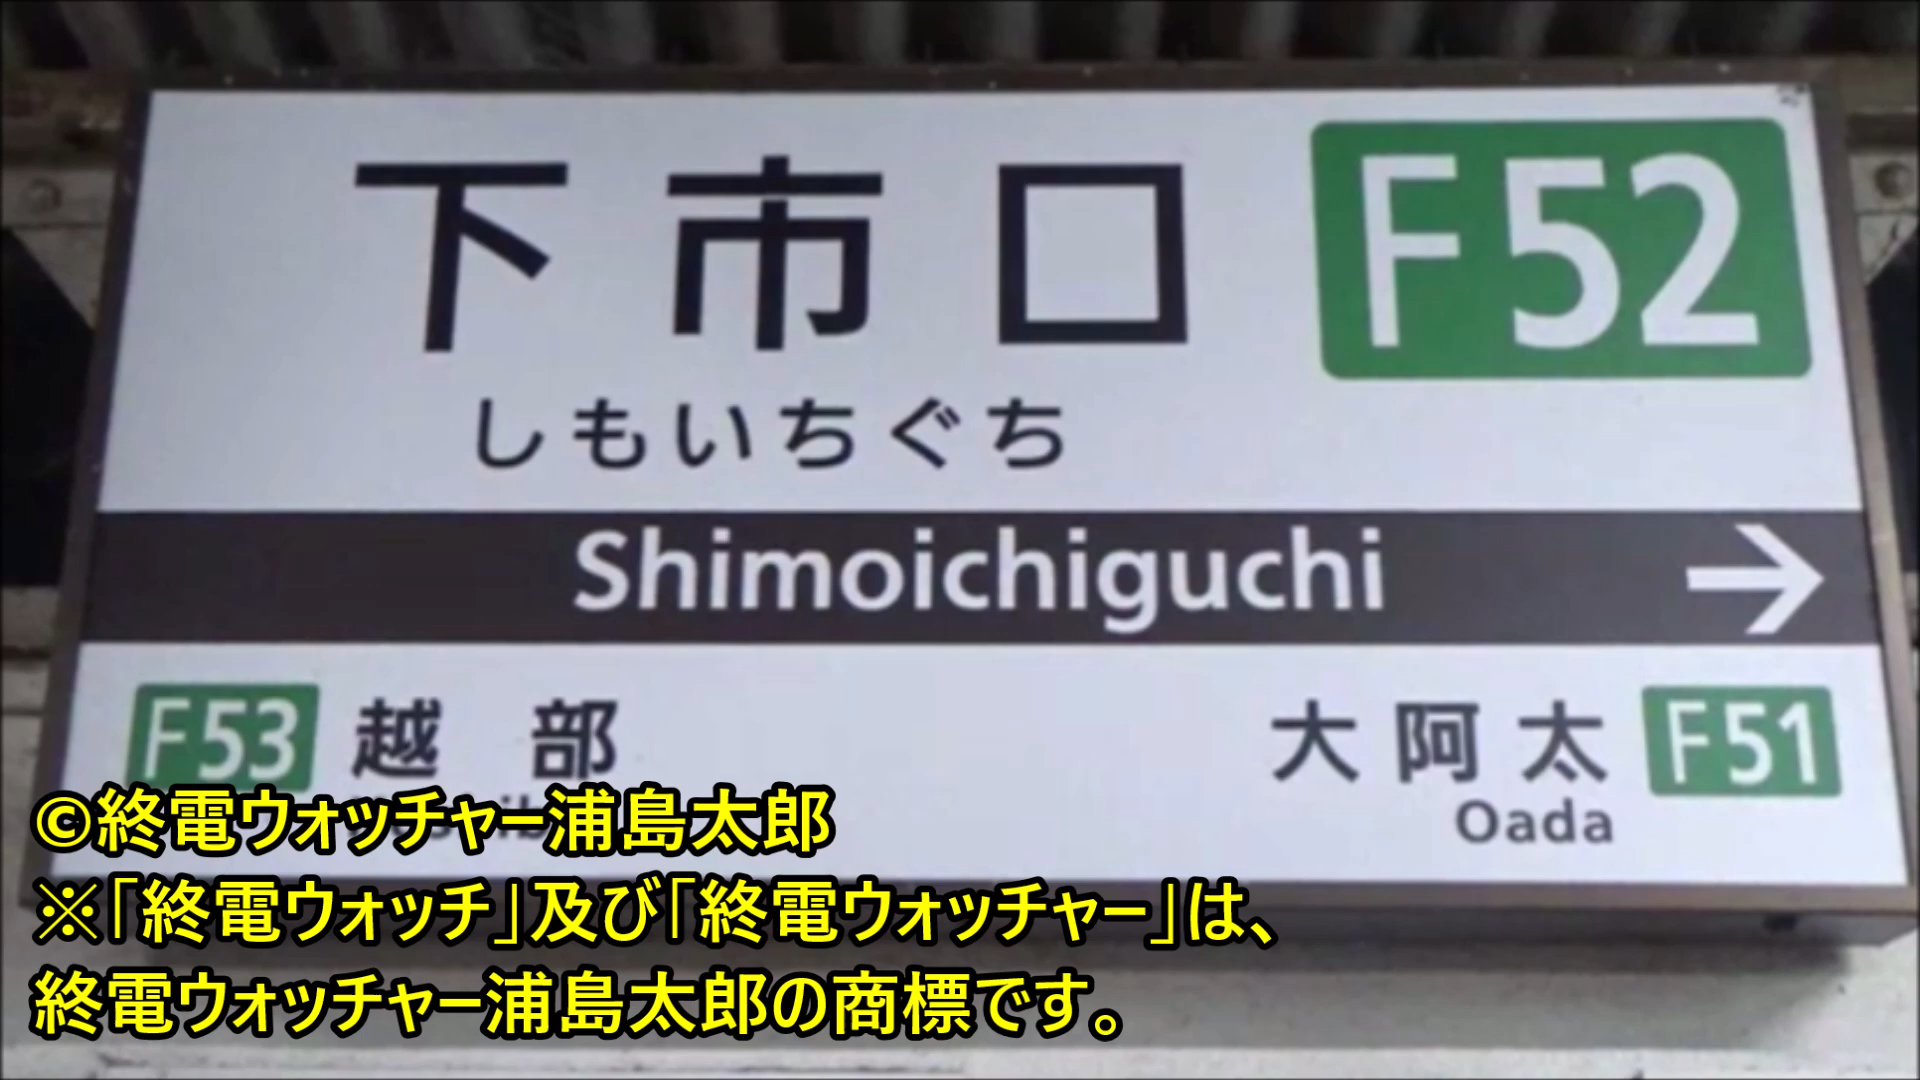 下市口 F52
しもいちぐち
Shimoichiguchi →
F53 越部 大阿太 F51
Oada
©終電ウォッチャー浦島太郎
※「終電ウォッチ」及び「終電ウォッチャー」は、
終電ウォッチャー浦島太郎の商標です。